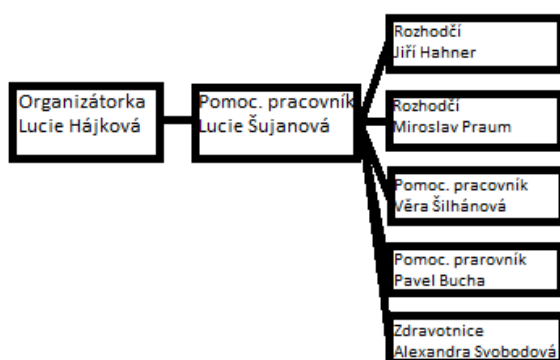 Organizátorka
Lucie Hájková
Pomoc. pracovník
Lucie Šujanová
Rozhodčí
Jiří Hahner
Rozhodčí
Miroslav Praum
Pomoc. pracovník
Věra Šilhánová
Pomoc. prarovník
Pavel Bucha
Zdravotnice
Alexandra Svobodová